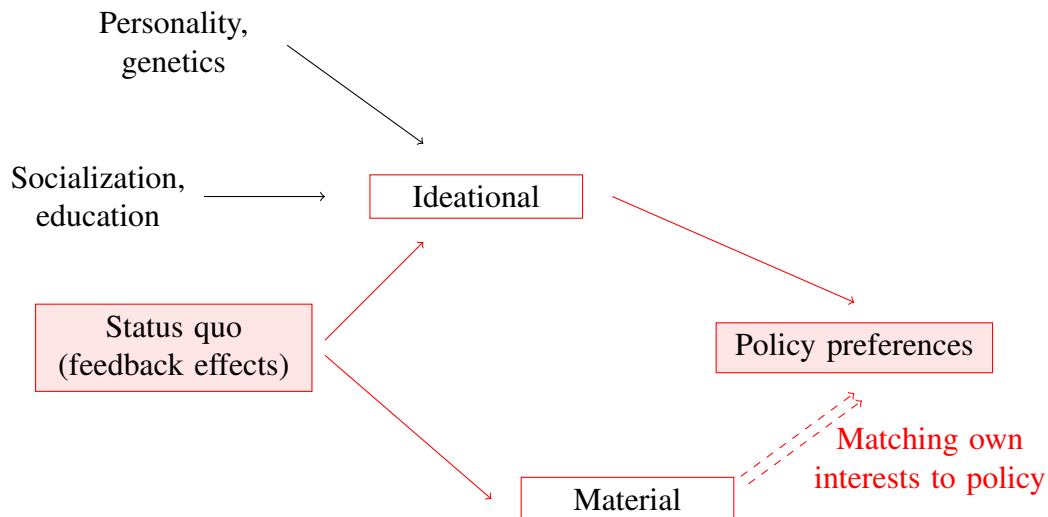 Personality,
genetics
Socialization,
education
Ideational
Status quo
(feedback effects)
Policy preferences
Matching own
interests to policy
Material